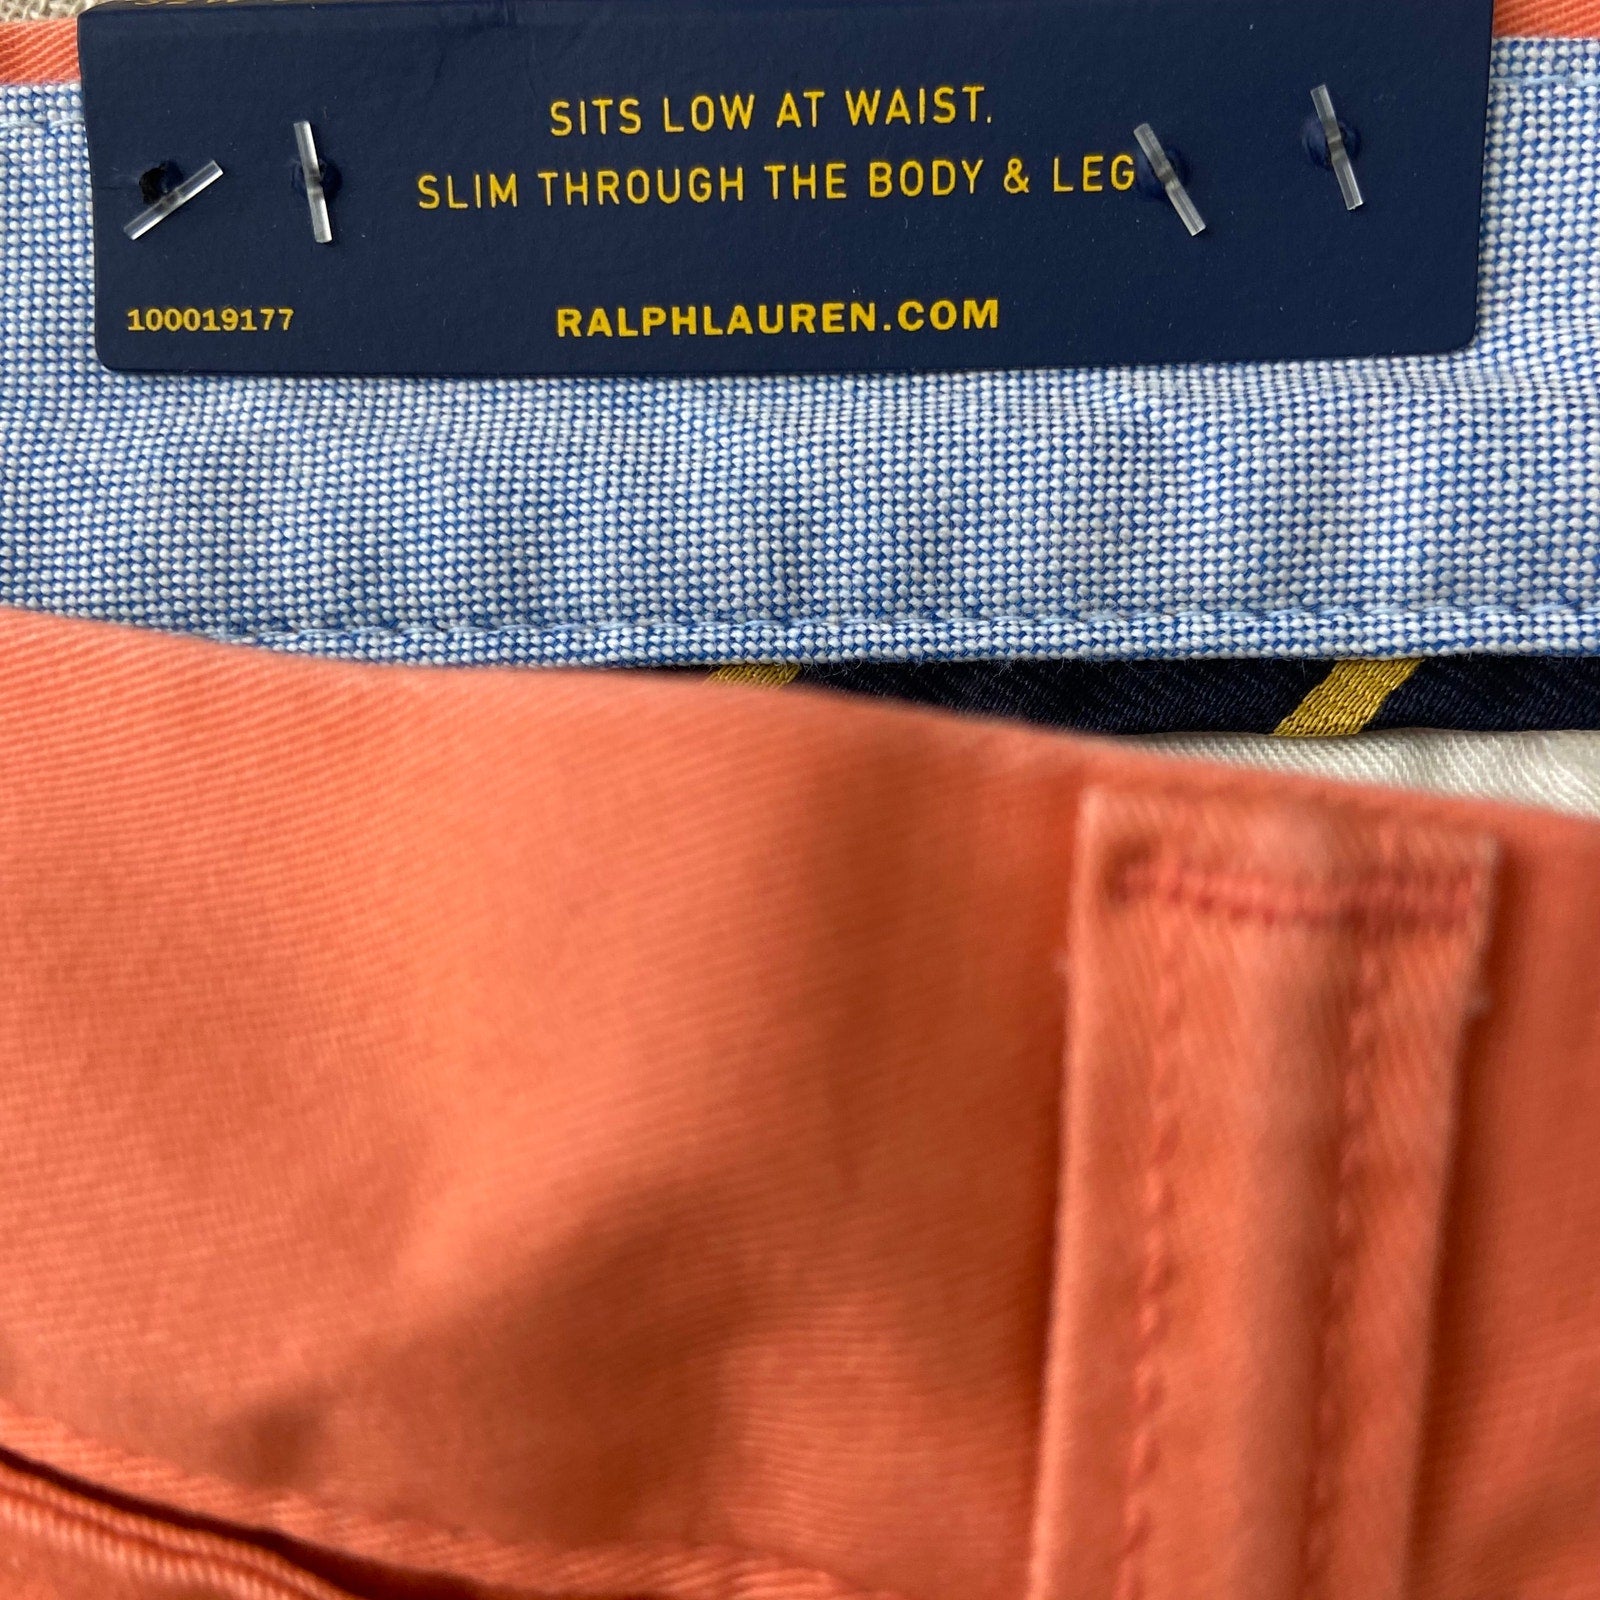 SITS LOW AT WAIST.
SLIM THROUGH THE BODY & LEG
100019177
RALPHLAUREN.COM